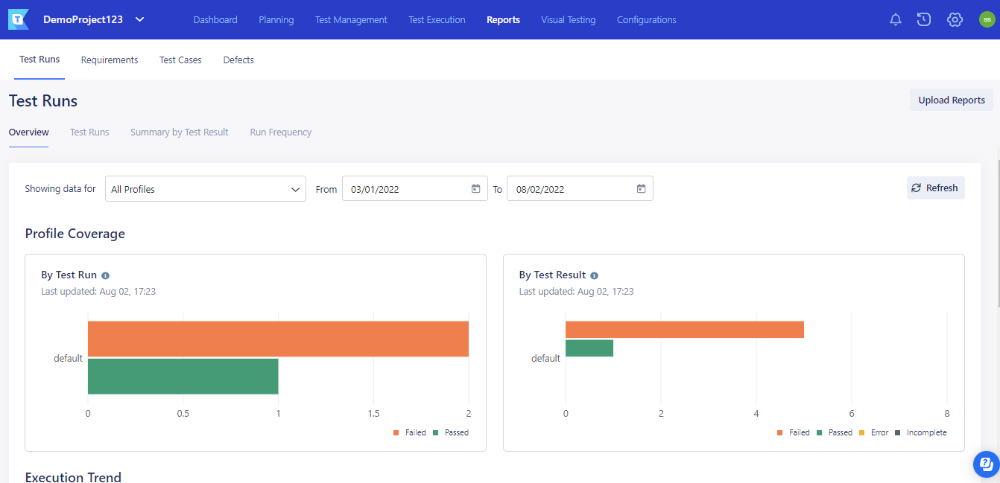 DemoProject123 Dashboard Planning Test Management Test Execution Reports Visual Testing Configurations SS
Test Runs Requirements Test Cases Defects
Test Runs Upload Reports
Overview Test Runs Summary by Test Result Run Frequency
Showing data for All Profiles From 03/01/2022 To 08/02/2022 Refresh
Profile Coverage
By Test Run
Last updated: Aug 02, 17:23
default
0 0.5 1 1.5 2
Failed Passed
By Test Result
Last updated: Aug 02, 17:23
default
0 2 4 6 8
Failed Passed Error Incomplete
Execution Trend